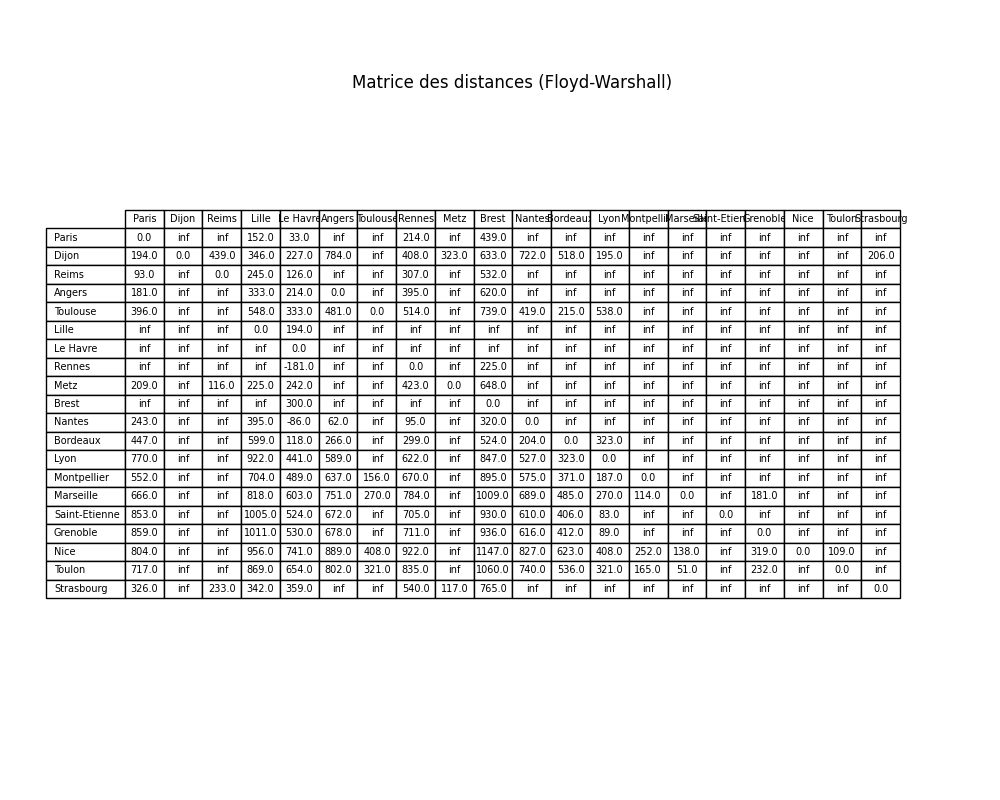 Matrice des distances (Floyd-Warshall)
Paris Dijon Reims Lille Le Havre Angers Toulouse Rennes Metz Brest Nantes Bordeaux Lyon Grenoble Nice Toulon Strasbourg
Paris 0.0 inf inf 152.0 33.0 inf inf 214.0 inf 439.0 inf inf inf inf inf inf inf inf inf inf
Dijon 194.0 0.0 439.0 346.0 227.0 784.0 inf 408.0 323.0 633.0 722.0 518.0 195.0 inf inf inf inf inf inf 206.0
Reims 93.0 inf 0.0 245.0 126.0 inf inf 307.0 inf 532.0 inf inf inf inf inf inf inf inf inf inf
Angers 181.0 inf inf 333.0 214.0 0.0 inf 395.0 inf 620.0 inf inf inf inf inf inf inf inf inf inf
Toulouse 396.0 inf inf 548.0 333.0 481.0 0.0 514.0 inf 739.0 419.0 215.0 538.0 inf inf inf inf inf inf inf
Lille inf inf inf 0.0 194.0 inf inf inf inf inf inf inf inf inf inf inf inf inf inf inf
Le Havre inf inf inf inf 0.0 inf inf inf inf inf inf inf inf inf inf inf inf inf inf inf
Rennes inf inf inf inf -181.0 inf inf 0.0 inf 225.0 inf inf inf inf inf inf inf inf inf inf
Metz 209.0 inf 116.0 225.0 242.0 inf inf 423.0 0.0 648.0 inf inf inf inf inf inf inf inf inf inf
Brest inf inf inf inf 300.0 inf inf inf inf 0.0 inf inf inf inf inf inf inf inf inf inf
Nantes 243.0 inf inf 395.0 -86.0 62.0 inf 95.0 inf 320.0 0.0 inf inf inf inf inf inf inf inf inf
Bordeaux 447.0 inf inf 599.0 118.0 266.0 inf 299.0 inf 524.0 204.0 0.0 323.0 inf inf inf inf inf inf inf
Lyon 770.0 inf inf 922.0 441.0 589.0 inf 622.0 inf 847.0 527.0 323.0 0.0 inf inf inf inf inf inf inf
Montpellier 552.0 inf inf 704.0 489.0 637.0 156.0 670.0 inf 895.0 575.0 371.0 187.0 0.0 inf inf inf inf inf inf
Marseille 666.0 inf inf 818.0 603.0 751.0 270.0 784.0 inf 1009.0 689.0 485.0 270.0 114.0 0.0 inf 181.0 inf inf inf
Saint-Etienne 853.0 inf inf 1005.0 524.0 672.0 inf 705.0 inf 930.0 610.0 406.0 83.0 inf inf 0.0 inf inf inf inf
Grenoble 859.0 inf inf 1011.0 530.0 678.0 inf 711.0 inf 936.0 616.0 412.0 89.0 inf inf inf 0.0 inf inf inf
Nice 804.0 inf inf 956.0 741.0 889.0 408.0 922.0 inf 1147.0 827.0 623.0 408.0 252.0 138.0 inf 319.0 0.0 109.0 inf
Toulon 717.0 inf inf 869.0 654.0 802.0 321.0 835.0 inf 1060.0 740.0 536.0 321.0 165.0 51.0 inf 232.0 inf 0.0 inf
Strasbourg 326.0 inf 233.0 342.0 359.0 inf inf 540.0 117.0 765.0 inf inf inf inf inf inf inf inf inf 0.0